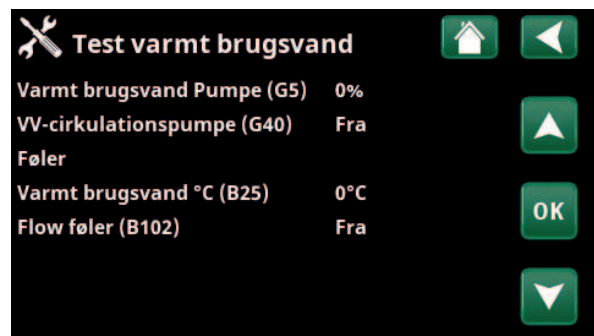 Test varmt brugsvand
Varmt brugsvand Pumpe (G5) 0%
VV-cirkulationspumpe (G40) Fra
Føler
Varmt brugsvand °C (B25) 0°C
OK
Flow føler (B102) Fra